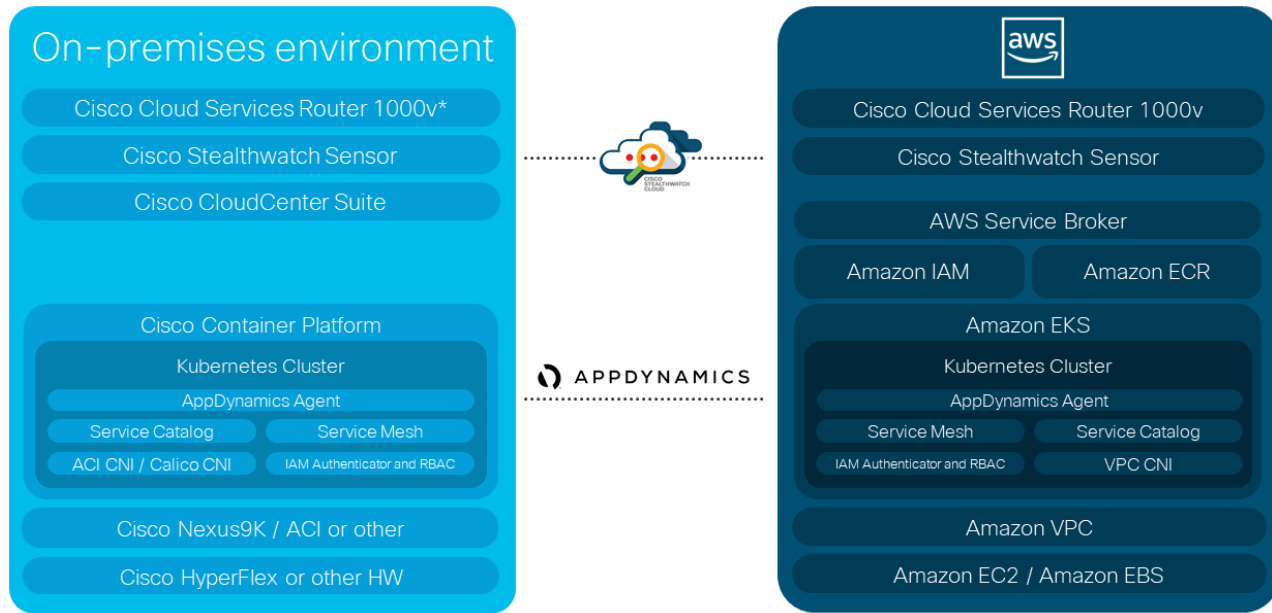 On-premises environment
Cisco Cloud Services Router 1000v*
Cisco Stealthwatch Sensor
Cisco CloudCenter Suite
Cisco Container Platform
Kubernetes Cluster
AppDynamics Agent
Service Catalog
Service Mesh
ACI CNI / Calico CNI
IAM Authenticator and RBAC
Cisco Nexus9K / ACI or other
Cisco HyperFlex or other HW
CISCO
STEALTHWATCH
CLOUD
APPDYNAMICS
aws
Cisco Cloud Services Router 1000v
Cisco Stealthwatch Sensor
AWS Service Broker
Amazon IAM
Amazon ECR
Amazon EKS
Kubernetes Cluster
AppDynamics Agent
Service Mesh
Service Catalog
IAM Authenticator and RBAC
VPC CNI
Amazon VPC
Amazon EC2 / Amazon EBS